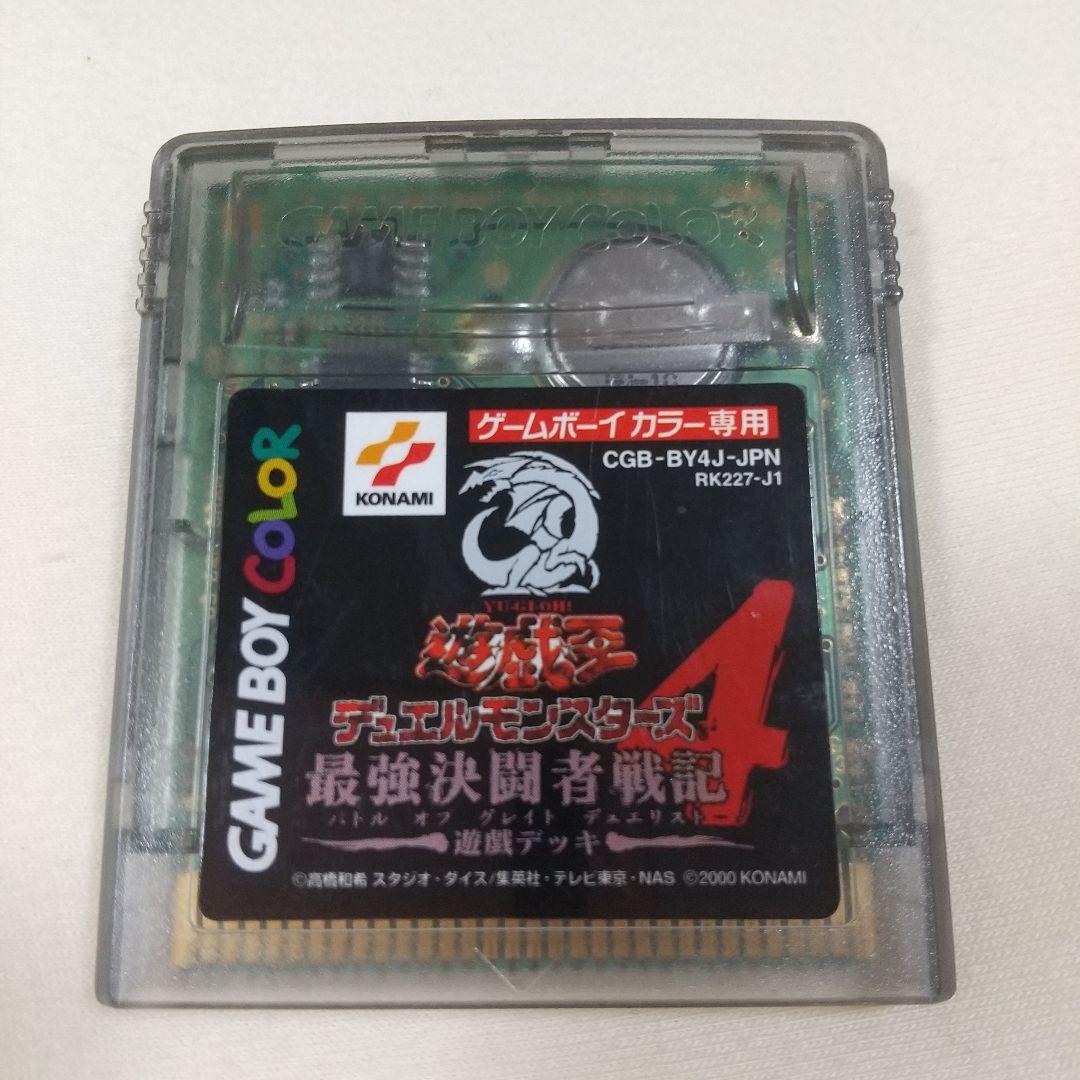 GAME BOY COLOR
GAME BOY COLOR
KONAMI
ゲームボーイカラー専用
CGB-BY4J-JPN
RK227-J1
YU-GI-OH!
遊戯王
デュエルモンスターズ
4
最強決闘者戦記
バトル オブ グレイト デュエリスト
遊戯デッキ
©高橋和希 スタジオ・ダイス/集英社・テレビ東京・NAS ©2000 KONAMI